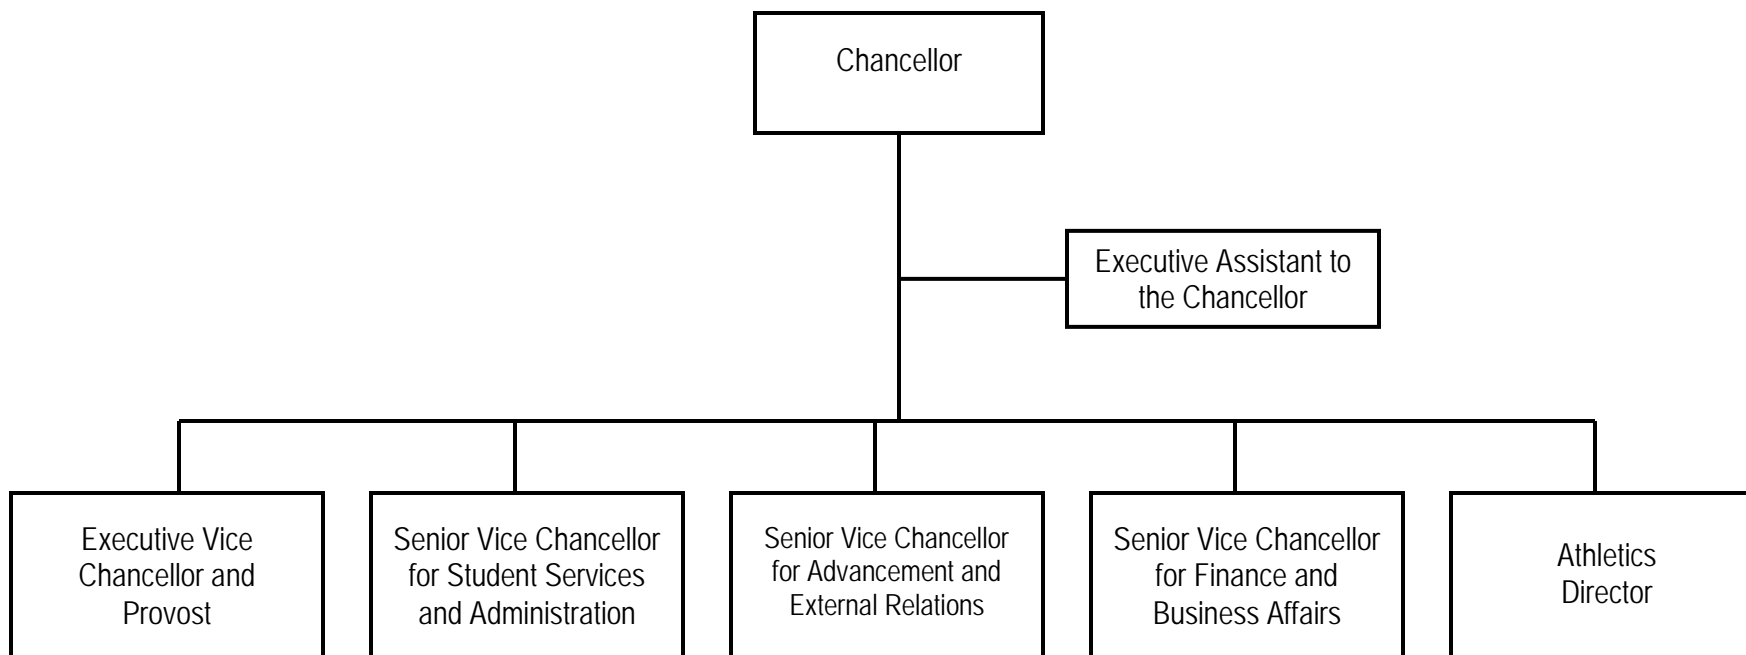 Chancellor
Executive Assistant to
the Chancellor
Executive Vice
Chancellor and
Provost
Senior Vice Chancellor
for Student Services
and Administration
Senior Vice Chancellor
for Advancement and
External Relations
Senior Vice Chancellor
for Finance and
Business Affairs
Athletics
Director